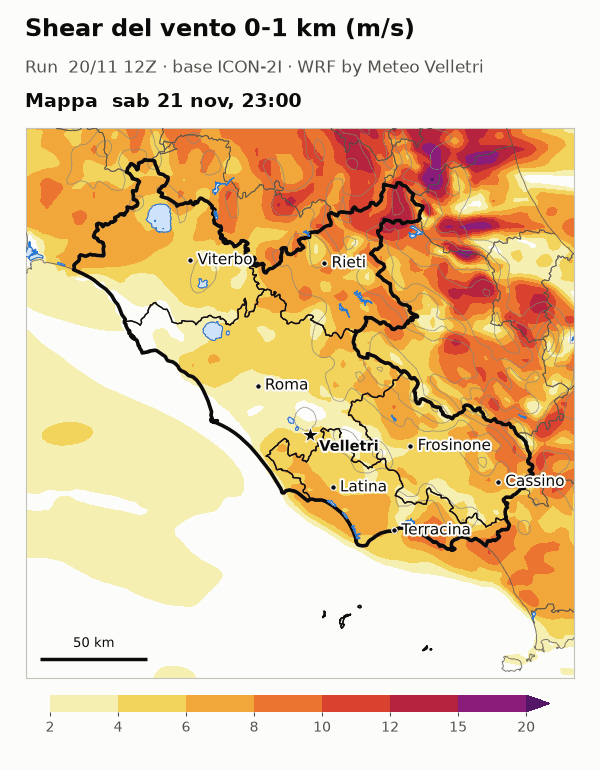 Shear del vento 0-1 km (m/s)
Run  20/11 12Z · base ICON-2I · WRF by Meteo Velletri
Mappa  sab 21 nov, 23:00
Viterbo
Rieti
Roma
Velletri
Frosinone
Latina
Cassino
Terracina
50 km
2 4 6 8 10 12 15 20